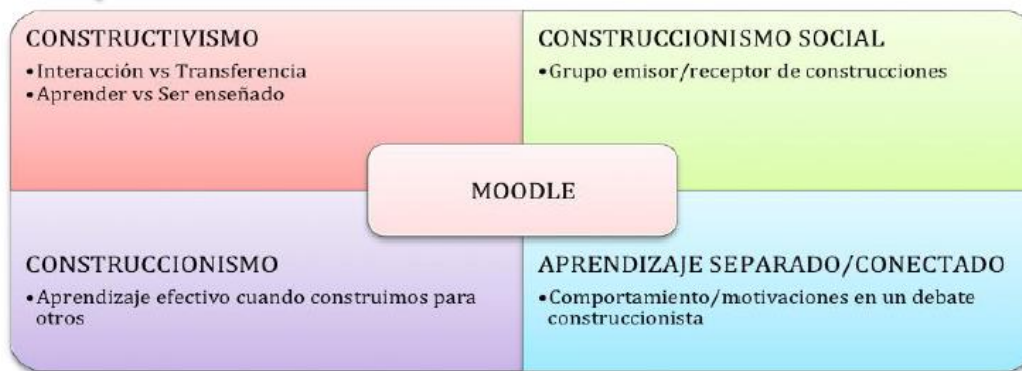 CONSTRUCTIVISMO
•Interacción vs Transferencia
•Aprender vs Ser enseñado
CONSTRUCCIONISMO SOCIAL
•Grupo emisor/receptor de construcciones
MOODLE
CONSTRUCCIONISMO
•Aprendizaje efectivo cuando construimos para
otros
APRENDIZAJE SEPARADO/CONECTADO
•Comportamiento/motivaciones en un debate
construccionista